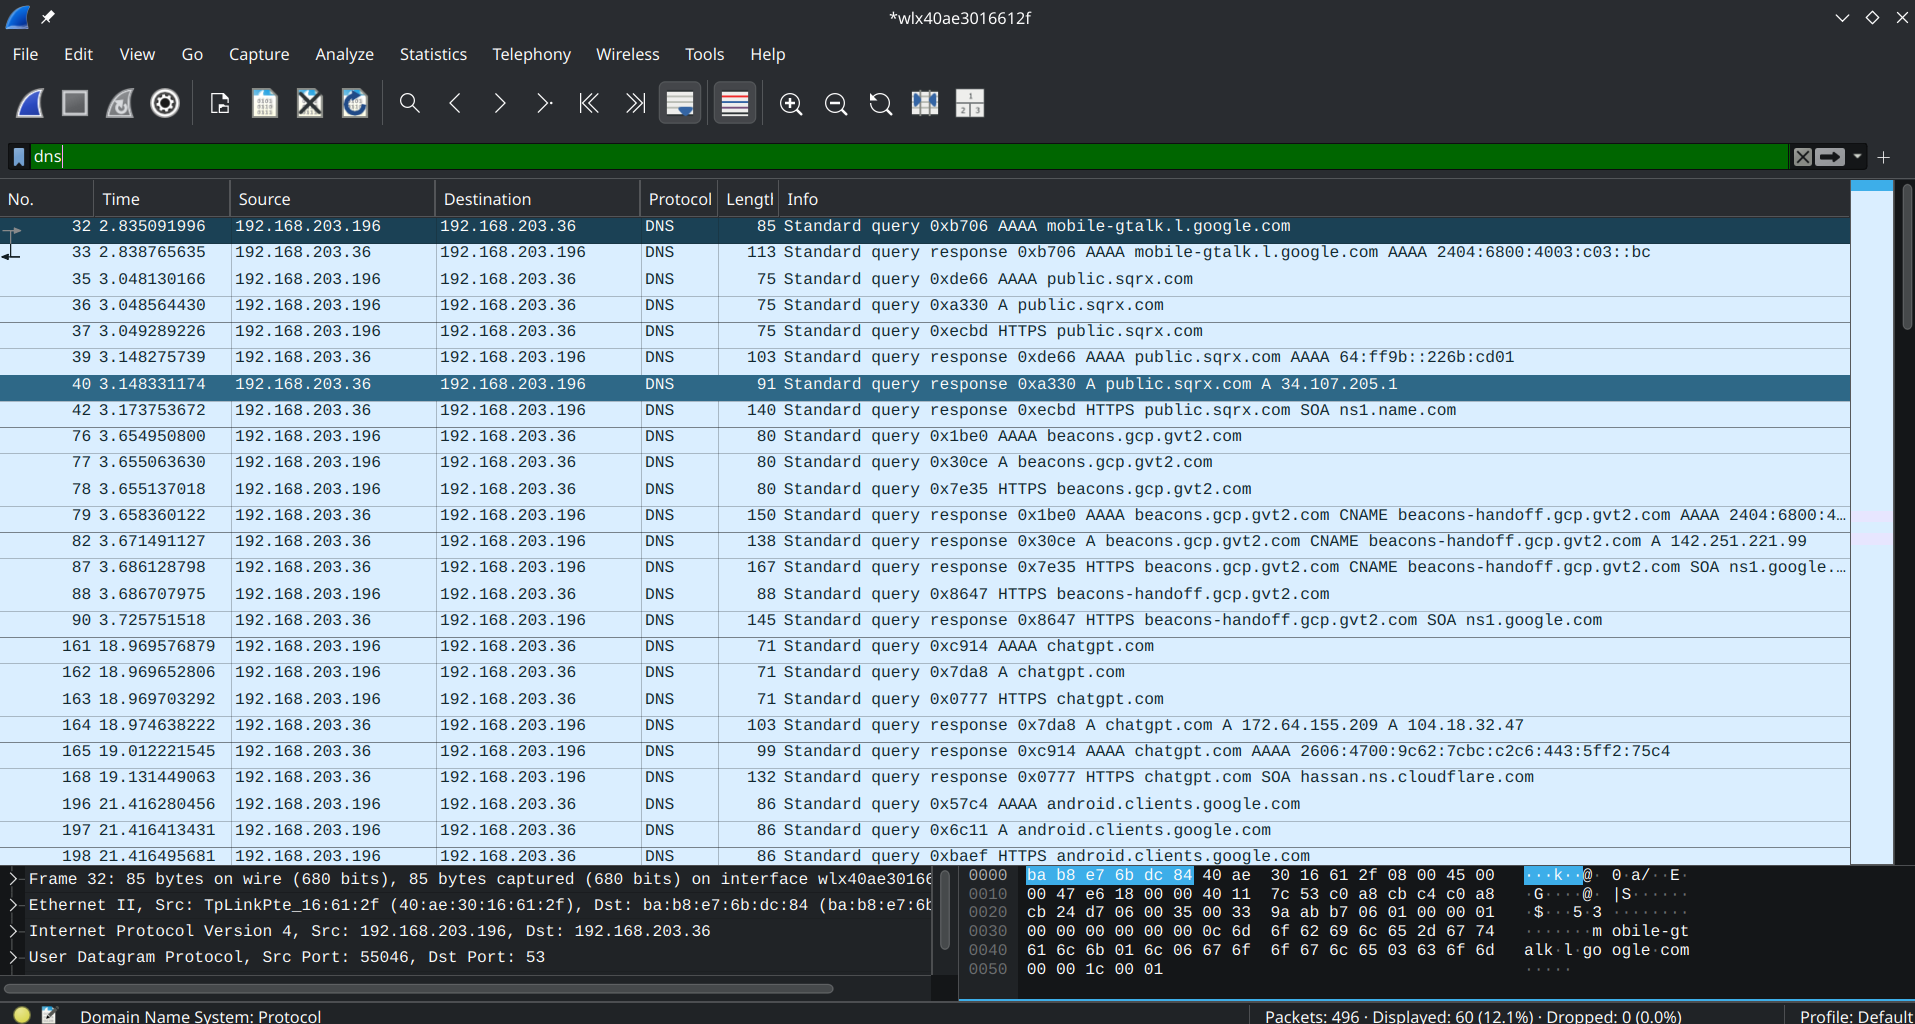 *wlx40ae3016612f
File Edit View Go Capture Analyze Statistics Telephony Wireless Tools Help
dns
No. Time Source Destination Protocol Lengtl Info
32 2.835091996 192.168.203.196 192.168.203.36 DNS 85 Standard query 0xb706 AAAA mobile-gtalk.l.google.com
33 2.838765635 192.168.203.36 192.168.203.196 DNS 113 Standard query response 0xb706 AAAA mobile-gtalk.l.google.com AAAA 2404:6800:4003:c03::bc
35 3.048130166 192.168.203.196 192.168.203.36 DNS 75 Standard query 0xde66 AAAA public.sqrx.com
36 3.048564430 192.168.203.196 192.168.203.36 DNS 75 Standard query 0xa330 A public.sqrx.com
37 3.049289226 192.168.203.196 192.168.203.36 DNS 75 Standard query 0xecbd HTTPS public.sqrx.com
39 3.148275739 192.168.203.36 192.168.203.196 DNS 103 Standard query response 0xde66 AAAA public.sqrx.com AAAA 64:ff9b::226b:cd01
40 3.148331174 192.168.203.36 192.168.203.196 DNS 91 Standard query response 0xa330 A public.sqrx.com A 34.107.205.1
42 3.173753672 192.168.203.36 192.168.203.196 DNS 140 Standard query response 0xecbd HTTPS public.sqrx.com SOA ns1.name.com
76 3.654950800 192.168.203.196 192.168.203.36 DNS 80 Standard query 0x1be0 AAAA beacons.gcp.gvt2.com
77 3.655063630 192.168.203.196 192.168.203.36 DNS 80 Standard query 0x30ce A beacons.gcp.gvt2.com
78 3.655137018 192.168.203.196 192.168.203.36 DNS 80 Standard query 0x7e35 HTTPS beacons.gcp.gvt2.com
79 3.658360122 192.168.203.36 192.168.203.196 DNS 150 Standard query response 0x1be0 AAAA beacons.gcp.gvt2.com CNAME beacons-handoff.gcp.gvt2.com AAAA 2404:6800:4…
82 3.671491127 192.168.203.36 192.168.203.196 DNS 138 Standard query response 0x30ce A beacons.gcp.gvt2.com CNAME beacons-handoff.gcp.gvt2.com A 142.251.221.99
87 3.686128798 192.168.203.36 192.168.203.196 DNS 167 Standard query response 0x7e35 HTTPS beacons.gcp.gvt2.com CNAME beacons-handoff.gcp.gvt2.com SOA ns1.google.…
88 3.686707975 192.168.203.196 192.168.203.36 DNS 88 Standard query 0x8647 HTTPS beacons-handoff.gcp.gvt2.com
90 3.725751518 192.168.203.36 192.168.203.196 DNS 145 Standard query response 0x8647 HTTPS beacons-handoff.gcp.gvt2.com SOA ns1.google.com
161 18.969576879 192.168.203.196 192.168.203.36 DNS 71 Standard query 0xc914 AAAA chatgpt.com
162 18.969652806 192.168.203.196 192.168.203.36 DNS 71 Standard query 0x7da8 A chatgpt.com
163 18.969703292 192.168.203.196 192.168.203.36 DNS 71 Standard query 0x0777 HTTPS chatgpt.com
164 18.974638222 192.168.203.36 192.168.203.196 DNS 103 Standard query response 0x7da8 A chatgpt.com A 172.64.155.209 A 104.18.32.47
165 19.012221545 192.168.203.36 192.168.203.196 DNS 99 Standard query response 0xc914 AAAA chatgpt.com AAAA 2606:4700:9c62:7cbc:c2c6:443:5ff2:75c4
168 19.131449063 192.168.203.36 192.168.203.196 DNS 132 Standard query response 0x0777 HTTPS chatgpt.com SOA hassan.ns.cloudflare.com
196 21.416280456 192.168.203.196 192.168.203.36 DNS 86 Standard query 0x57c4 AAAA android.clients.google.com
197 21.416413431 192.168.203.196 192.168.203.36 DNS 86 Standard query 0x6c11 A android.clients.google.com
198 21.416495681 192.168.203.196 192.168.203.36 DNS 86 Standard query 0xbaef HTTPS android.clients.google.com
Frame 32: 85 bytes on wire (680 bits), 85 bytes captured (680 bits) on interface wlx40ae30166
Ethernet II, Src: TpLinkPte_16:61:2f (40:ae:30:16:61:2f), Dst: ba:b8:e7:6b:dc:84 (ba:b8:e7:6b
Internet Protocol Version 4, Src: 192.168.203.196, Dst: 192.168.203.36
User Datagram Protocol, Src Port: 55046, Dst Port: 53
0000 ba b8 e7 6b dc 84 40 ae 30 16 61 2f 08 00 45 00 ···k··@· 0·a/··E·
0010 00 47 e6 18 00 00 40 11 7c 53 c0 a8 cb c4 c0 a8 ·G····@· |S······
0020 cb 24 d7 06 00 35 00 33 9a ab b7 06 01 00 00 01 ·$···5·3 ········
0030 00 00 00 00 00 00 0c 6d 6f 62 69 6c 65 2d 67 74 ·······m obile-gt
0040 61 6c 6b 01 6c 06 67 6f 6f 67 6c 65 03 63 6f 6d alk·l·go ogle·com
0050 00 00 1c 00 01 ·····
Domain Name System: Protocol Packets: 496 · Displayed: 60 (12.1%) · Dropped: 0 (0.0%) Profile: Default